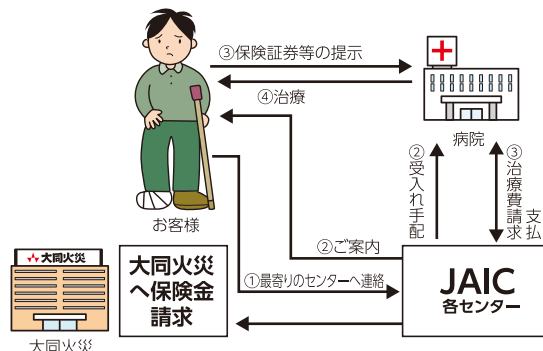 ③保険証券等の提示
④治療
病院
②受入れ手配
③治療費請求
支払
お客様
②ご案内
①最寄りのセンターへ連絡
JAIC
各センター
大同火災
大同火災
へ保険金
請求
大同火災